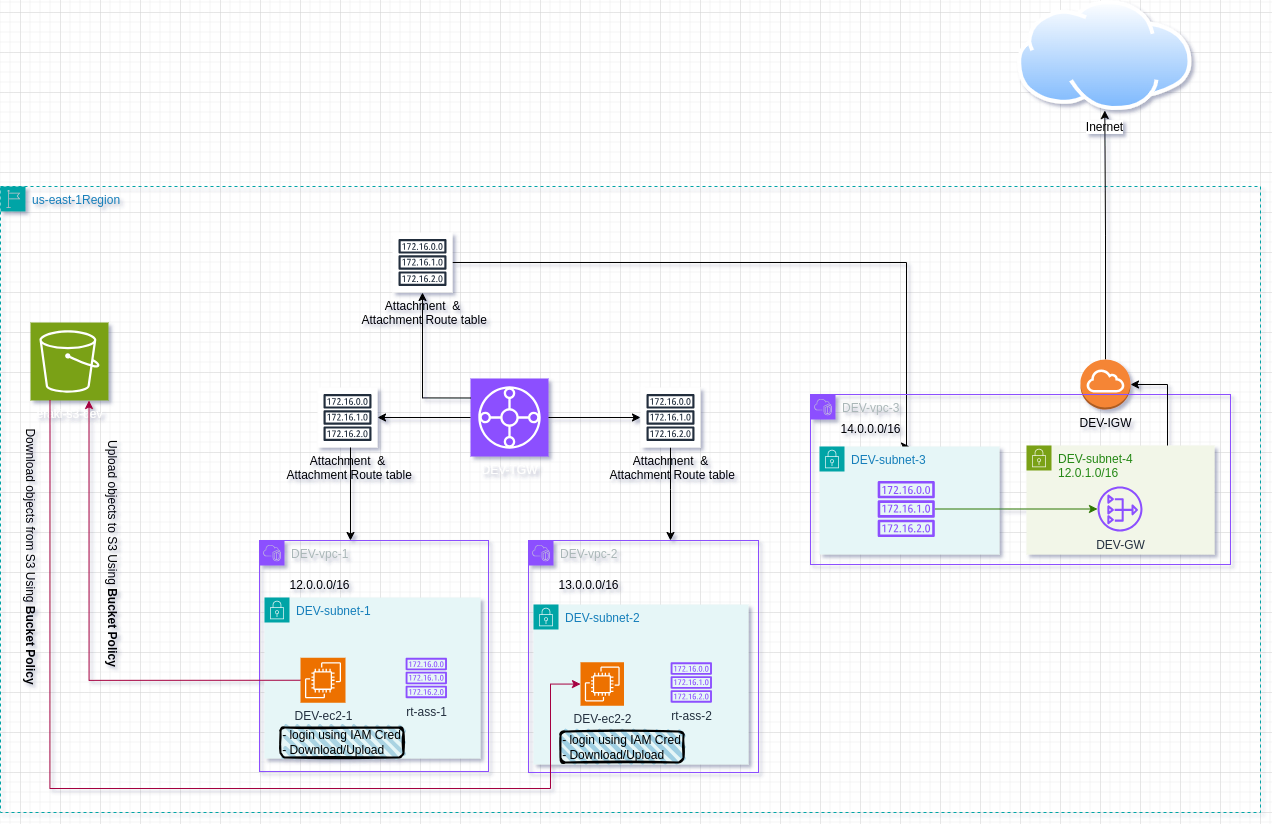 Inernet
us-east-1Region
172.16.0.0
172.16.1.0
172.16.2.0
Attachment &
Attachment Route table
172.16.0.0
172.16.1.0
172.16.2.0
Attachment &
Attachment Route table
DEV-TGW
172.16.0.0
172.16.1.0
172.16.2.0
Attachment &
Attachment Route table
Download objects from S3 Using Bucket Policy
Upload objects to S3 Using Bucket Policy
DEV-vpc-1
12.0.0.0/16
DEV-subnet-1
DEV-ec2-1
- login using IAM Cred
- Download/Upload
172.16.0.0
172.16.1.0
172.16.2.0
rt-ass-1
DEV-vpc-2
13.0.0.0/16
DEV-subnet-2
DEV-ec2-2
- login using IAM Cred
- Download/Upload
172.16.0.0
172.16.1.0
172.16.2.0
rt-ass-2
DEV-vpc-3
14.0.0.0/16
DEV-subnet-3
172.16.0.0
172.16.1.0
172.16.2.0
DEV-IGW
DEV-subnet-4
12.0.1.0/16
DEV-GW